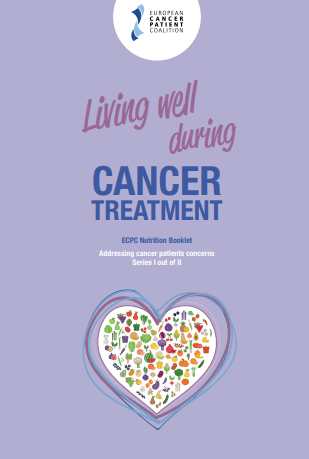 EUROPEAN
CANCER
PATIENT
COALITION
Living well
during
CANCER
TREATMENT
ECPC Nutrition Booklet
Addressing cancer patients concerns
Series I out of II